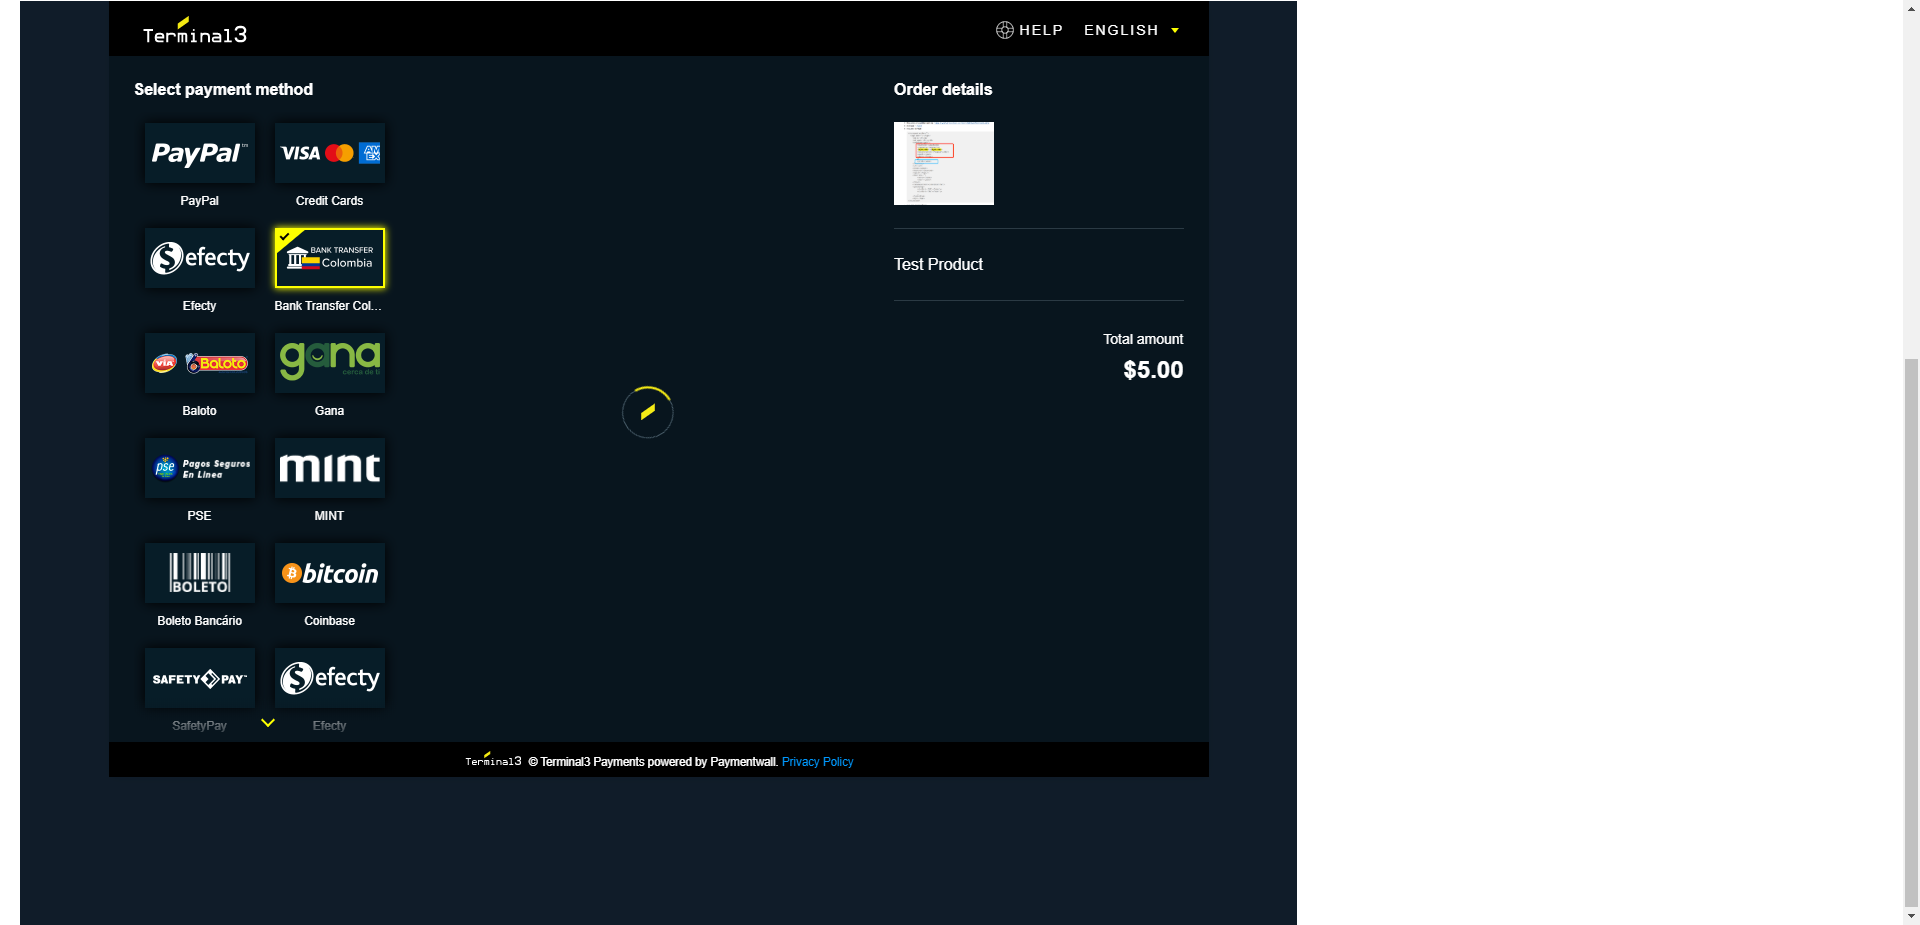 Terminal3
HELP
ENGLISH
Select payment method
Order details
PayPal™
VISA
AM
EX
PayPal
Credit Cards
efecty
BANK TRANSFER
Colombia
Efecty
Bank Transfer Col...
Test Product
VIA
Baloto
gana
cerca de ti
Baloto
Gana
Total amount
$5.00
pse
Pagos Seguros
En Linea
mint
PSE
MINT
BOLETO
bitcoin
Boleto Bancário
Coinbase
SAFETY PAY™
efecty
SafetyPay
Efecty
Terminal3 © Terminal3 Payments powered by Paymentwall. Privacy Policy